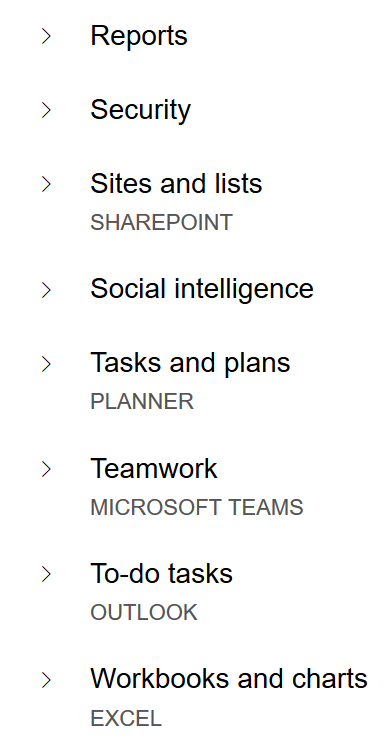 Reports
Security
Sites and lists
SHAREPOINT
Social intelligence
Tasks and plans
PLANNER
Teamwork
MICROSOFT TEAMS
To-do tasks
OUTLOOK
Workbooks and charts
EXCEL